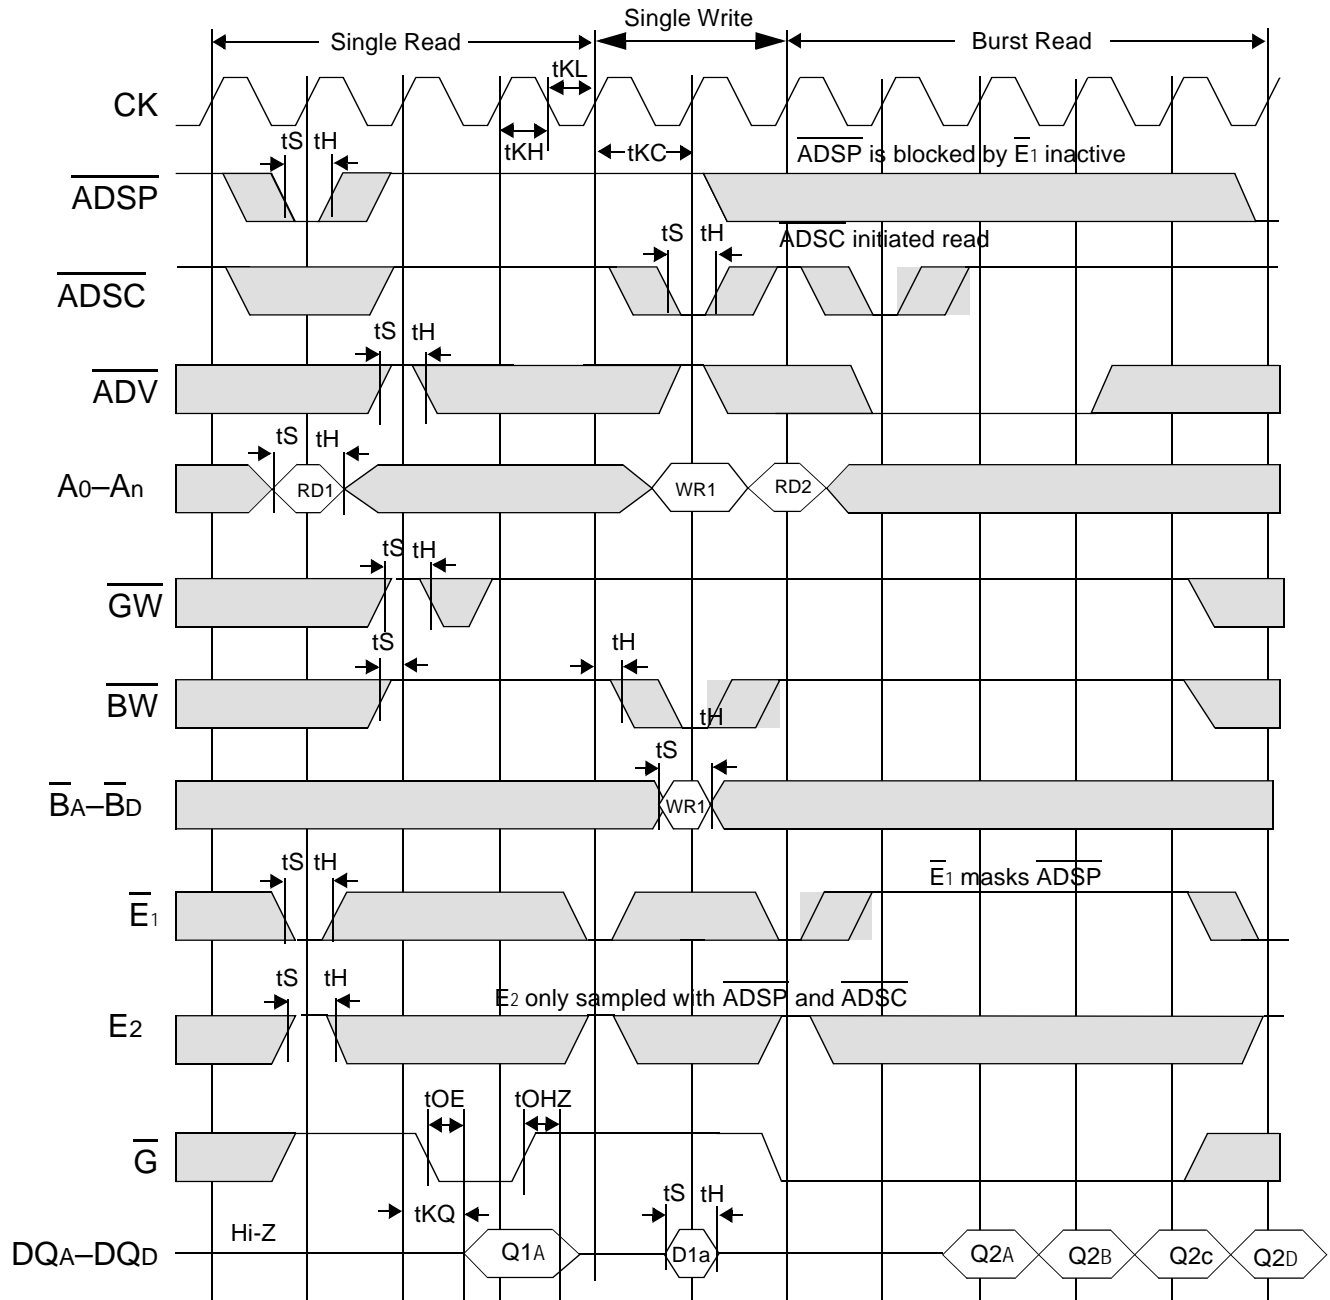 Single Write
Single Read
Burst Read
tKL
CK
tS tH
tKH
tKC
ADSP is blocked by E1 inactive
ADSP
tS tH
ADSC initiated read
ADSC
tS tH
ADV
tS tH
A0–An
RD1
WR1
RD2
tS tH
GW
tS
tH
BW
tH
tS
BA–BD
WR1
tS tH
E1 masks ADSP
E1
tS tH
E2 only sampled with ADSP and ADSC
E2
tOE
tOHZ
G
tS tH
tKQ
Hi-Z
DQA–DQD
Q1A
D1a
Q2A
Q2B
Q2c
Q2D